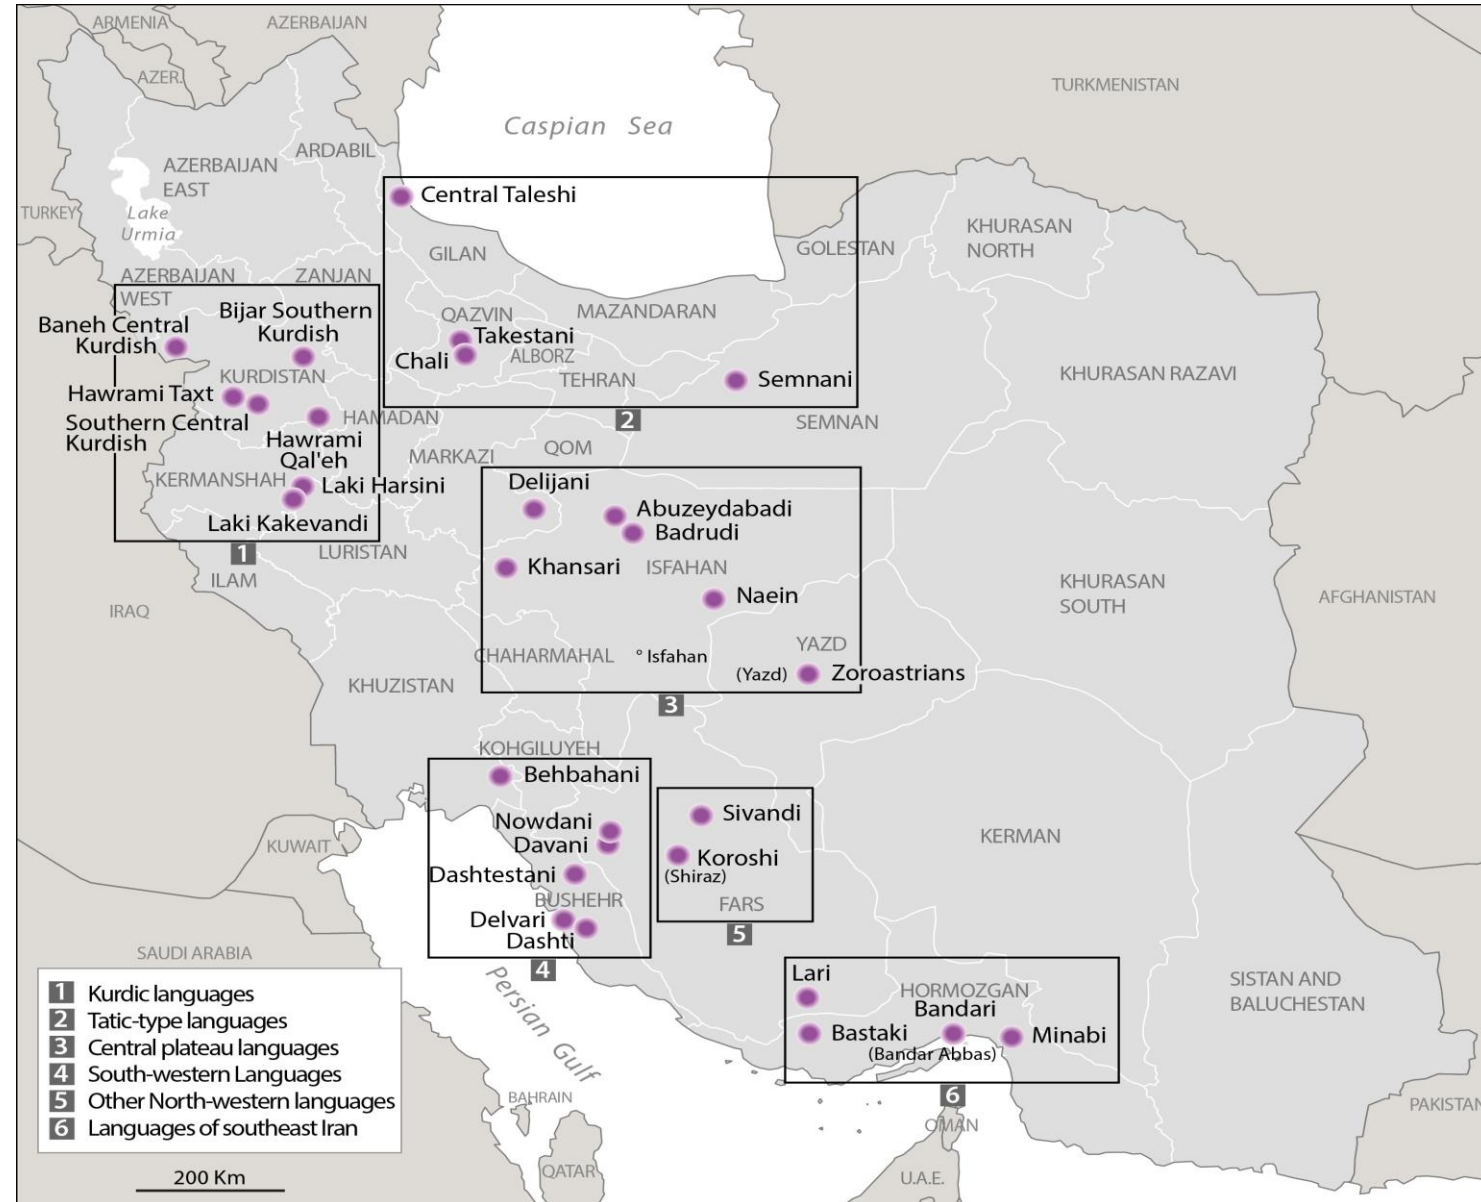 ARMENIA
AZERBAIJAN
AZER.
TURKMENISTAN
Caspian Sea
ARDABIL
AZERBAIJAN
EAST
Central Taleshi
TURKEY
Lake
Urmia
KHURASAN
NORTH
GILAN
GOLESTAN
AZERBAIJAN
WEST
ZANJAN
Bijar Southern
Kurdish
MAZANDARAN
QAZVIN
Baneh Central
Kurdish
Takestani
Chali
ALBORZ
TEHRAN
Semnani
KHURASAN RAZAVI
KURDISTAN
Hawrami Taxt
Southern Central
Kurdish
HAMADAN
Hawrami
Qal'eh
2
SEMNAN
MARKAZI
QOM
KERMANSHAH
Laki Harsini
Laki Kakevandi
Delijani
Abuzeydabadi
Badrudi
1
LURISTAN
ILAM
Khansari
ISFAHAN
KHURASAN
SOUTH
Naein
IRAQ
AFGHANISTAN
CHAHARMAHAL
° Isfahan
YAZD
(Yazd)
Zoroastrians
KHUZISTAN
3
KOHGILUYEH
Behbahani
Nowdani
Davani
Sivandi
KERMAN
KUWAIT
Koroshi
(Shiraz)
Dashtestani
BUSHEHR
FARS
Delvari
Dashti
5
SAUDI ARABIA
4
Persian Gulf
Lari
HORMOZGAN
Bandari
Bastaki
(Bandar Abbas)
Minabi
SISTAN AND
BALUCHESTAN
6
1 Kurdic languages
2 Tatic-type languages
3 Central plateau languages
4 South-western Languages
5 Other North-western languages
6 Languages of southeast Iran
BAHRAIN
OMAN
PAKISTAN
QATAR
U.A.E.
200 Km